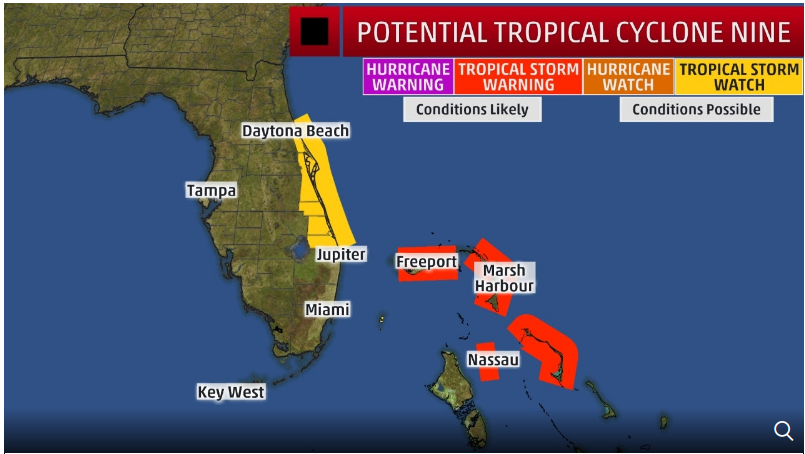 POTENTIAL TROPICAL CYCLONE NINE
HURRICANE WARNING
TROPICAL STORM WARNING
HURRICANE WATCH
TROPICAL STORM WATCH
Conditions Likely
Conditions Possible
Daytona Beach
Tampa
Jupiter
Freeport
Marsh
Harbour
Miami
Nassau
Key West